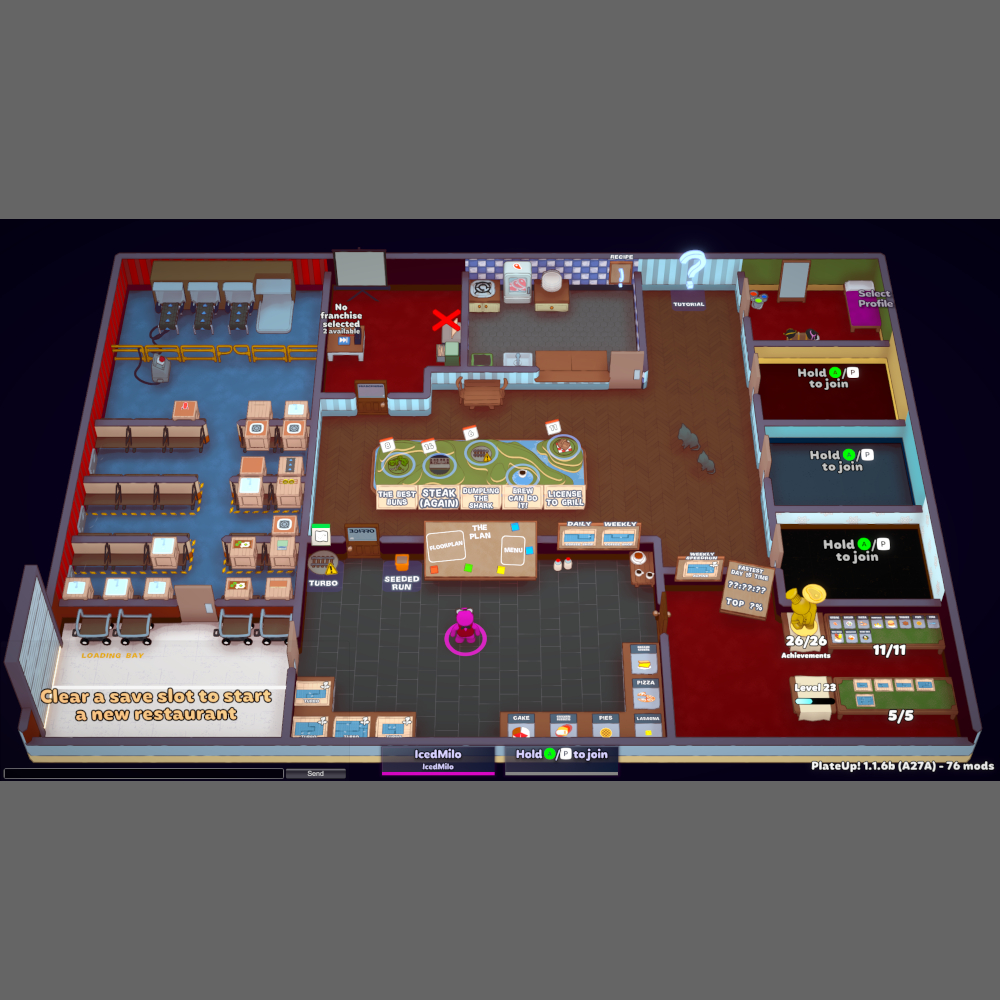 RECIPE
TUTORIAL
Select
Profile
No
franchise
selected
2 available
Hold A/P
to join
Hold A/P
to join
Hold A/P
to join
THE BEST
BUNS
STEAK
(AGAIN)
DUMPLING
THE
SHARK
BREW
CAN DO
IT!
LICENSE
TO GRILL
THE
PLAN
FLOORPLAN
MENU
DAILY
WEEKLY
TURBO
SEEDED
RUN
WEEKLY
SPEEDRUN
FASTEST
DAY 15 TIME
??:??:??
TOP ?%
26/26
Achievements
11/11
Level 23
5/5
LOADING BAY
Clear a save slot to start
a new restaurant
PIZZA
LASAGNA
CAKE
PIES
TURBO
TURBO
IcedMilo
IcedMilo
Hold A/P to join
Send
PlateUp! 1.1.6b (A27A) - 76 mods